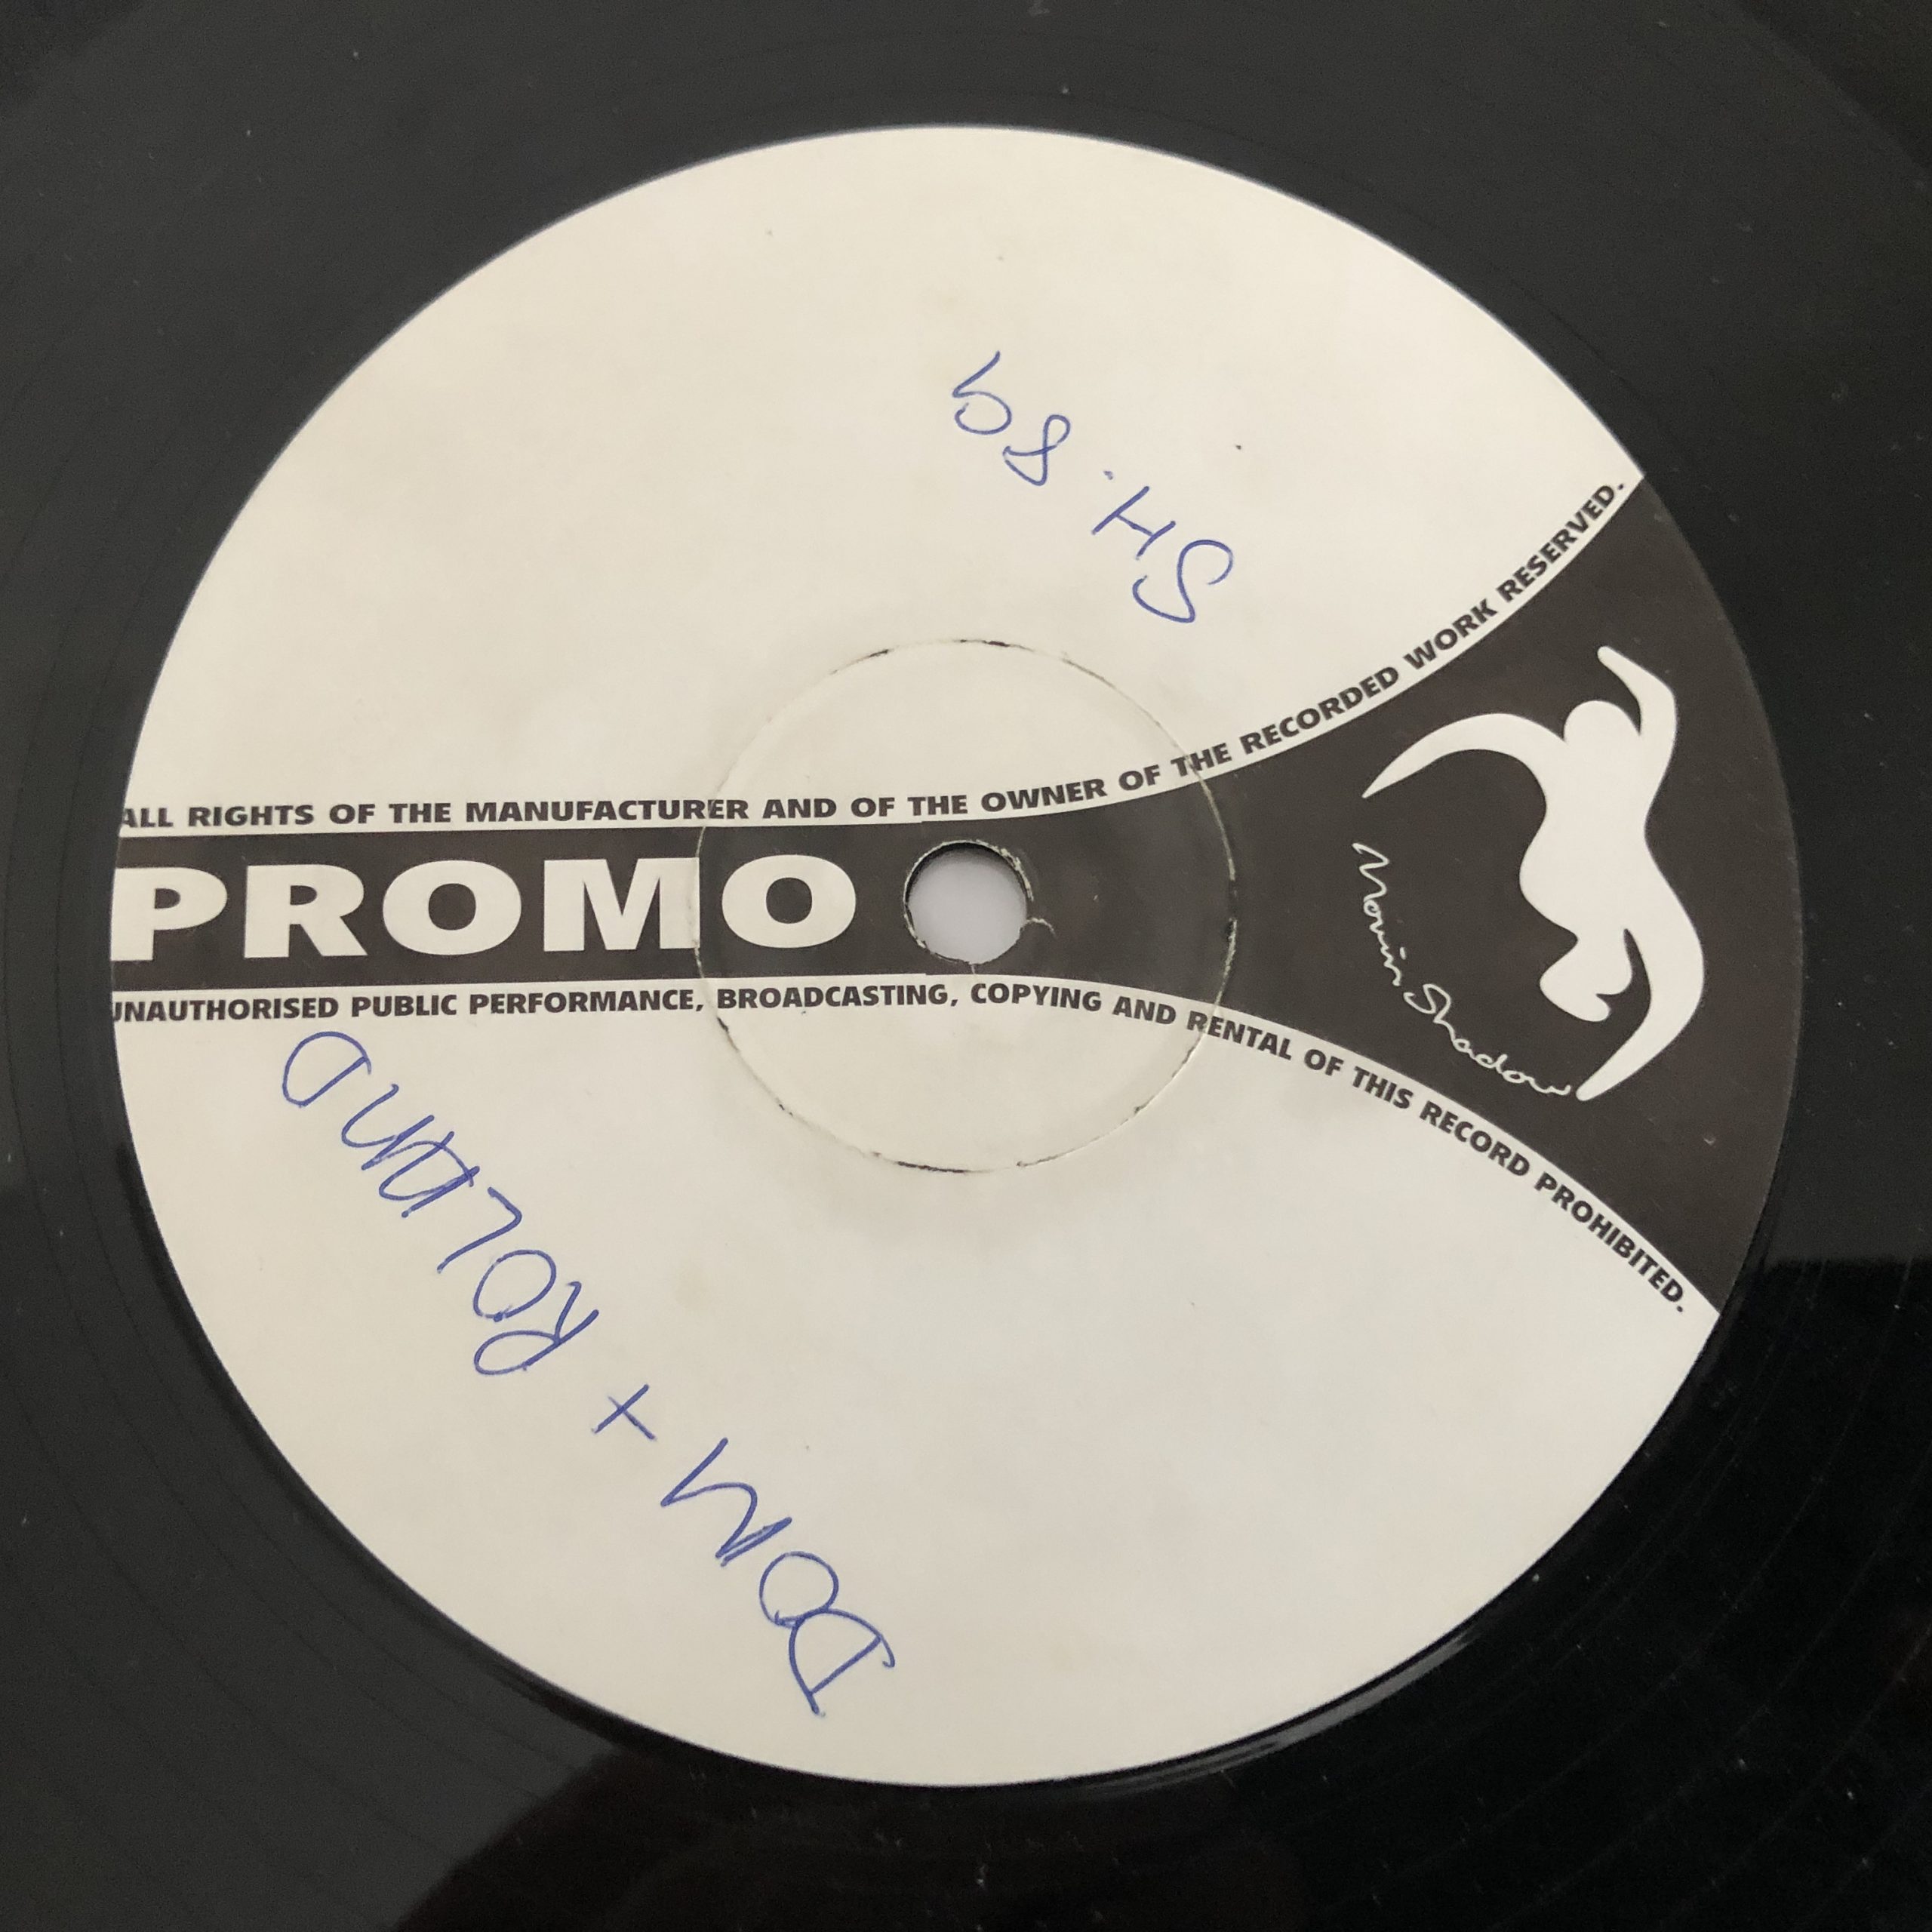 SH.89
ALL RIGHTS OF THE MANUFACTURER AND OF THE OWNER OF THE RECORDED WORK RESERVED.
PROMO
Moving Shadow
UNAUTHORISED PUBLIC PERFORMANCE, BROADCASTING, COPYING AND RENTAL OF THIS RECORD PROHIBITED.
DOM + ROLAND